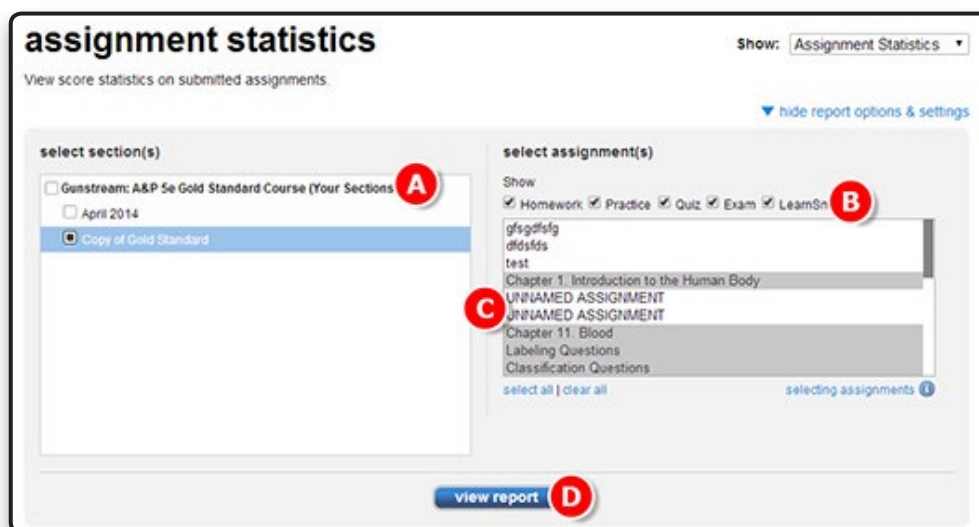 assignment statistics
Show: Assignment Statistics
View score statistics on submitted assignments.
hide report options & settings
select section(s)
Gunstream: A&P 5e Gold Standard Course (Your Sections
A
April 2014
Copy of Gold Standard
select assignment(s)
Show
Homework Practice Quiz Exam LearnSn
B
gfsgdfsfg
dfdsfds
test
Chapter 1. Introduction to the Human Body
C
UNNAMED ASSIGNMENT
UNNAMED ASSIGNMENT
Chapter 11. Blood
Labeling Questions
Classification Questions
select all | clear all
selecting assignments i
view report
D